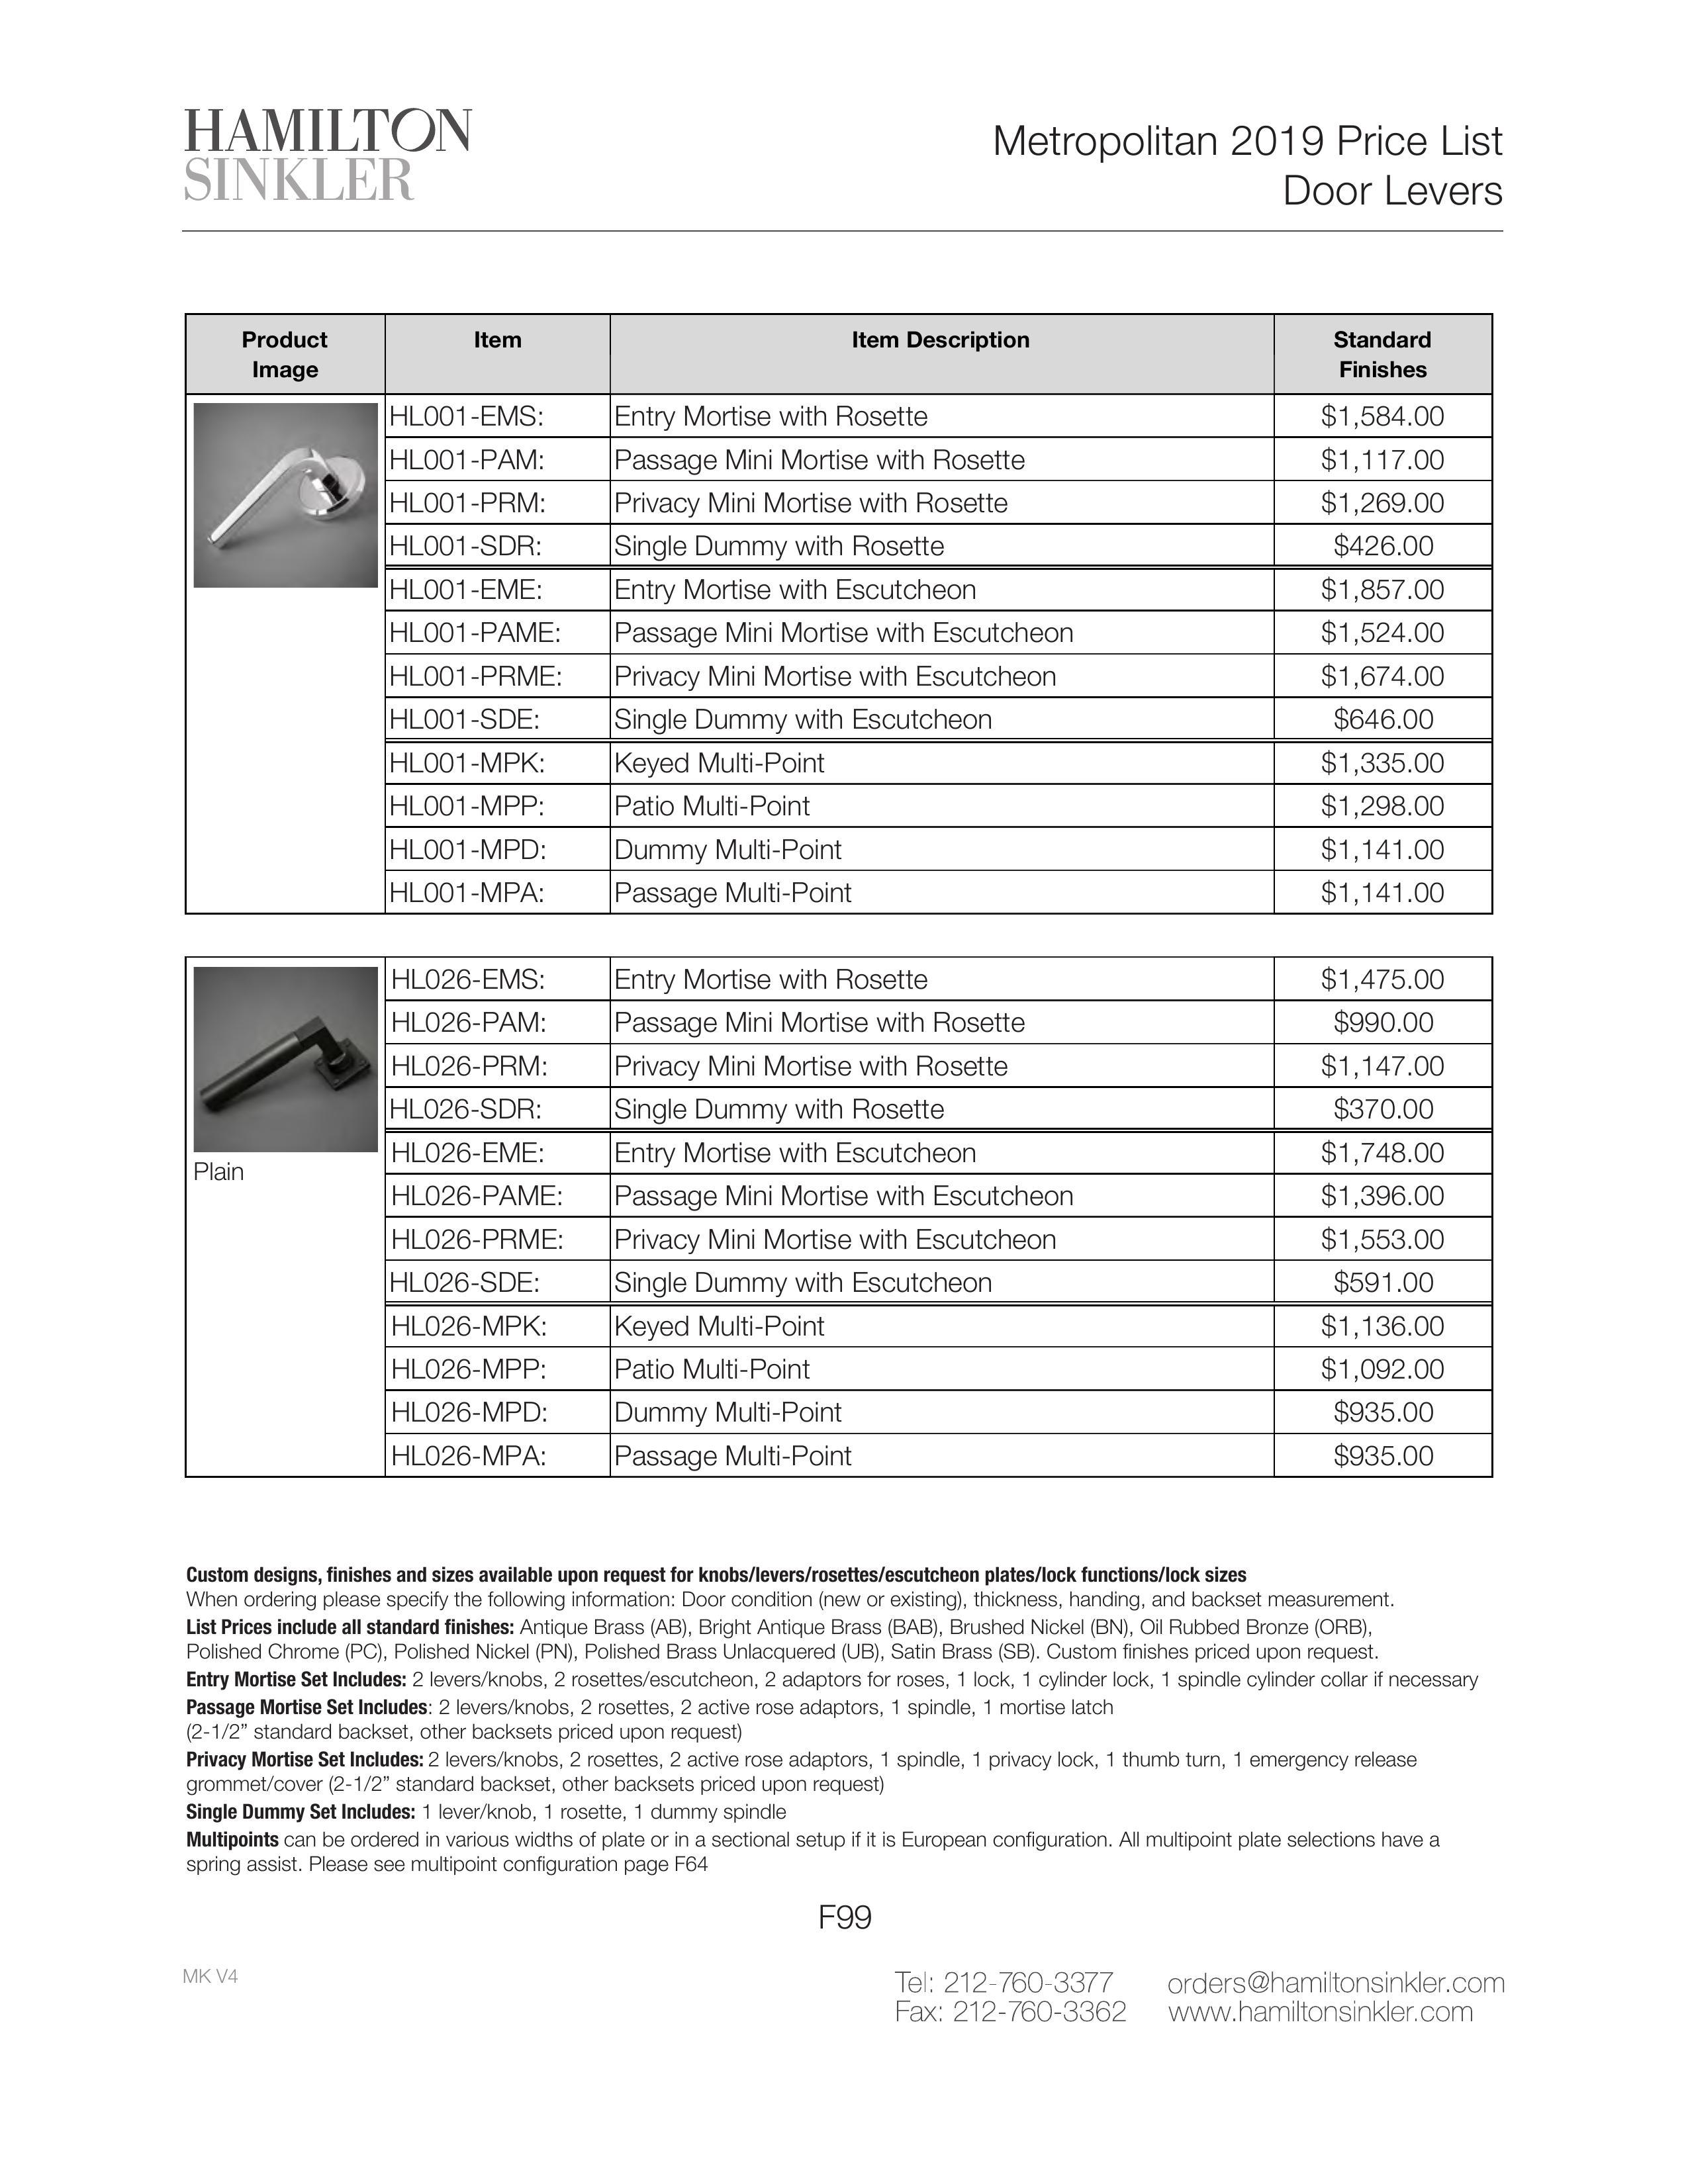 HAMILTON
SINKLER
Metropolitan 2019 Price List
Door Levers
Product Image Item Item Description Standard Finishes
HL001-EMS: Entry Mortise with Rosette $1,584.00
HL001-PAM: Passage Mini Mortise with Rosette $1,117.00
HL001-PRM: Privacy Mini Mortise with Rosette $1,269.00
HL001-SDR: Single Dummy with Rosette $426.00
HL001-EME: Entry Mortise with Escutcheon $1,857.00
HL001-PAME: Passage Mini Mortise with Escutcheon $1,524.00
HL001-PRME: Privacy Mini Mortise with Escutcheon $1,674.00
HL001-SDE: Single Dummy with Escutcheon $646.00
HL001-MPK: Keyed Multi-Point $1,335.00
HL001-MPP: Patio Multi-Point $1,298.00
HL001-MPD: Dummy Multi-Point $1,141.00
HL001-MPA: Passage Multi-Point $1,141.00
HL026-EMS: Entry Mortise with Rosette $1,475.00
HL026-PAM: Passage Mini Mortise with Rosette $990.00
HL026-PRM: Privacy Mini Mortise with Rosette $1,147.00
HL026-SDR: Single Dummy with Rosette $370.00
HL026-EME: Entry Mortise with Escutcheon $1,748.00
Plain
HL026-PAME: Passage Mini Mortise with Escutcheon $1,396.00
HL026-PRME: Privacy Mini Mortise with Escutcheon $1,553.00
HL026-SDE: Single Dummy with Escutcheon $591.00
HL026-MPK: Keyed Multi-Point $1,136.00
HL026-MPP: Patio Multi-Point $1,092.00
HL026-MPD: Dummy Multi-Point $935.00
HL026-MPA: Passage Multi-Point $935.00
Custom designs, finishes and sizes available upon request for knobs/levers/rosettes/escutcheon plates/lock functions/lock sizes
When ordering please specify the following information: Door condition (new or existing), thickness, handing, and backset measurement.
List Prices include all standard finishes: Antique Brass (AB), Bright Antique Brass (BAB), Brushed Nickel (BN), Oil Rubbed Bronze (ORB),
Polished Chrome (PC), Polished Nickel (PN), Polished Brass Unlacquered (UB), Satin Brass (SB). Custom finishes priced upon request.
Entry Mortise Set Includes: 2 levers/knobs, 2 rosettes/escutcheon, 2 adaptors for roses, 1 lock, 1 cylinder lock, 1 spindle cylinder collar if necessary
Passage Mortise Set Includes: 2 levers/knobs, 2 rosettes, 2 active rose adaptors, 1 spindle, 1 mortise latch
(2-1/2” standard backset, other backsets priced upon request)
Privacy Mortise Set Includes: 2 levers/knobs, 2 rosettes, 2 active rose adaptors, 1 spindle, 1 privacy lock, 1 thumb turn, 1 emergency release
grommet/cover (2-1/2” standard backset, other backsets priced upon request)
Single Dummy Set Includes: 1 lever/knob, 1 rosette, 1 dummy spindle
Multipoints can be ordered in various widths of plate or in a sectional setup if it is European configuration. All multipoint plate selections have a
spring assist. Please see multipoint configuration page F64
F99
MK V4
Tel: 212-760-3377 orders@hamiltonsinkler.com
Fax: 212-760-3362 www.hamiltonsinkler.com